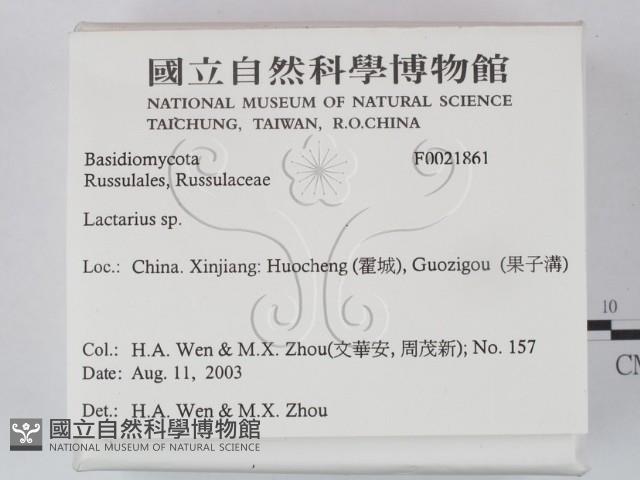 國立自然科學博物館
NATIONAL MUSEUM OF NATURAL SCIENCE
TAICHUNG, TAIWAN, R.O.CHINA
Basidiomycota F0021861
Russulales, Russulaceae
Lactarius sp.
Loc.: China. Xinjiang: Huocheng (霍城), Guozigou (果子溝)
10
CM
Col.: H.A. Wen & M.X. Zhou(文華安, 周茂新); No. 157
Date: Aug. 11, 2003
Det.: H.A. Wen & M.X. Zhou
國立自然科學博物館
NATIONAL MUSEUM OF NATURAL SCIENCE